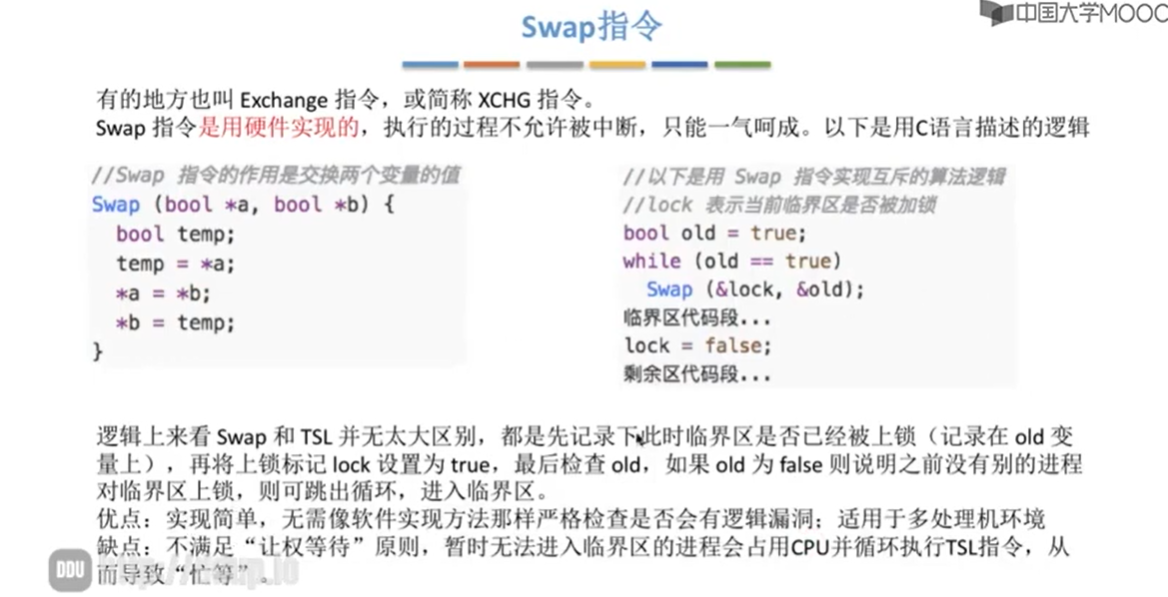 Swap指令
中国大学MOOC
有的地方也叫 Exchange 指令，或简称 XCHG 指令。
Swap 指令是用硬件实现的，执行的过程不允许被中断，只能一气呵成。以下是用C语言描述的逻辑
//Swap 指令的作用是交换两个变量的值
Swap (bool *a, bool *b) {
bool temp;
temp = *a;
*a = *b;
*b = temp;
}
//以下是用 Swap 指令实现互斥的算法逻辑
//lock 表示当前临界区是否被加锁
bool old = true;
while (old == true)
Swap (&lock, &old);
临界区代码段...
lock = false;
剩余区代码段...
逻辑上来看 Swap 和 TSL 并无太大区别，都是先记录下此时临界区是否已经被上锁（记录在 old 变
量上），再将上锁标记 lock 设置为 true，最后检查 old，如果 old 为 false 则说明之前没有别的进程
对临界区上锁，则可跳出循环，进入临界区。
优点：实现简单，无需像软件实现方法那样严格检查是否会有逻辑漏洞；适用于多处理机环境
缺点：不满足“让权等待”原则，暂时无法进入临界区的进程会占用CPU并循环执行TSL指令，从
而导致“忙等”。
DDU